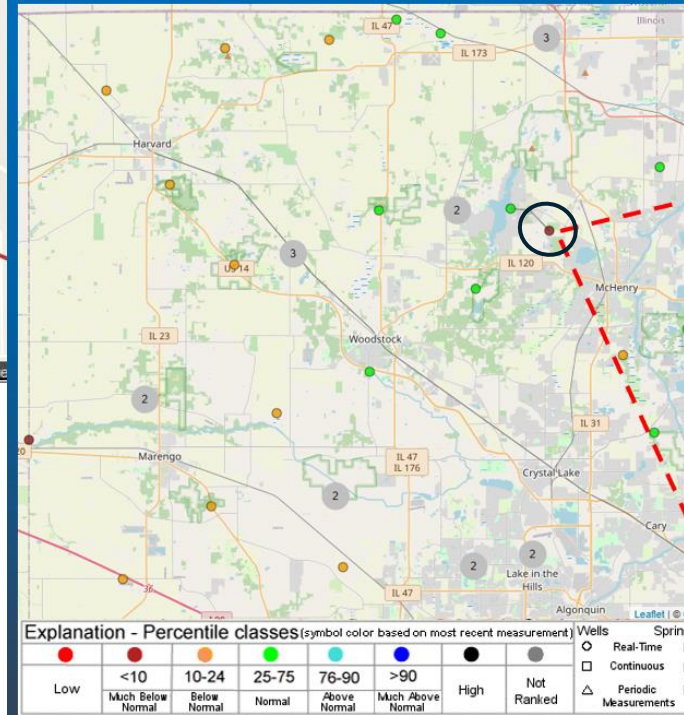 IL 47
Illinois
3
IL 173
Harvard
2
3
US 14
IL 120
McHenry
IL 23
Woodstock
2
20
Marengo
IL 47
IL 176
IL 31
Crystal Lake
2
Cary
2
2
36
Lake in the
Hills
IL 47
Algonquin
Leaflet | ©
Explanation - Percentile classes (symbol color based on most recent measurement)
Wells
Sprin
Low
<10
10-24
25-75
76-90
>90
High
Not
Ranked
Much Below
Normal
Below
Normal
Normal
Above
Normal
Much Above
Normal
Real-Time
Continuous
Periodic
Measurements